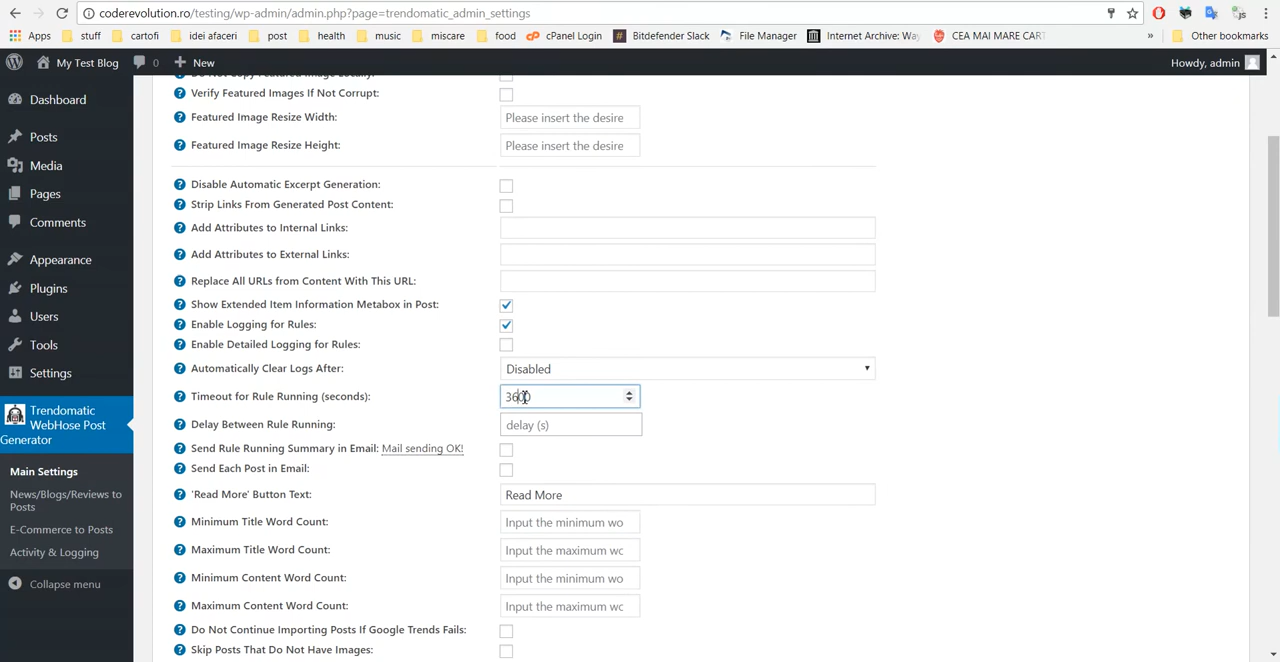 coderevolution.ro/testing/wp-admin/admin.php?page=trendomatic_admin_settings
Apps stuff cartofi idei afaceri post health music miscare food cPanel Login Bitdefender Slack File Manager Internet Archive: Way CEA MAI MARE CART » Other bookmarks
My Test Blog 0 New Howdy, admin
Dashboard
Posts
Media
Pages
Comments
Appearance
Plugins
Users
Tools
Settings
Trendomatic
WebHose Post
Generator
Main Settings
News/Blogs/Reviews to
Posts
E-Commerce to Posts
Activity & Logging
Collapse menu
Do Not Copy Featured Image Locally:
Verify Featured Images If Not Corrupt:
Featured Image Resize Width: Please insert the desire
Featured Image Resize Height: Please insert the desire
Disable Automatic Excerpt Generation:
Strip Links From Generated Post Content:
Add Attributes to Internal Links:
Add Attributes to External Links:
Replace All URLs from Content With This URL:
Show Extended Item Information Metabox in Post:
Enable Logging for Rules:
Enable Detailed Logging for Rules:
Automatically Clear Logs After: Disabled
Timeout for Rule Running (seconds): 3600
Delay Between Rule Running: delay (s)
Send Rule Running Summary in Email: Mail sending OK!
Send Each Post in Email:
'Read More' Button Text: Read More
Minimum Title Word Count: Input the minimum wo
Maximum Title Word Count: Input the maximum wc
Minimum Content Word Count: Input the minimum wo
Maximum Content Word Count: Input the maximum wc
Do Not Continue Importing Posts If Google Trends Fails:
Skip Posts That Do Not Have Images: